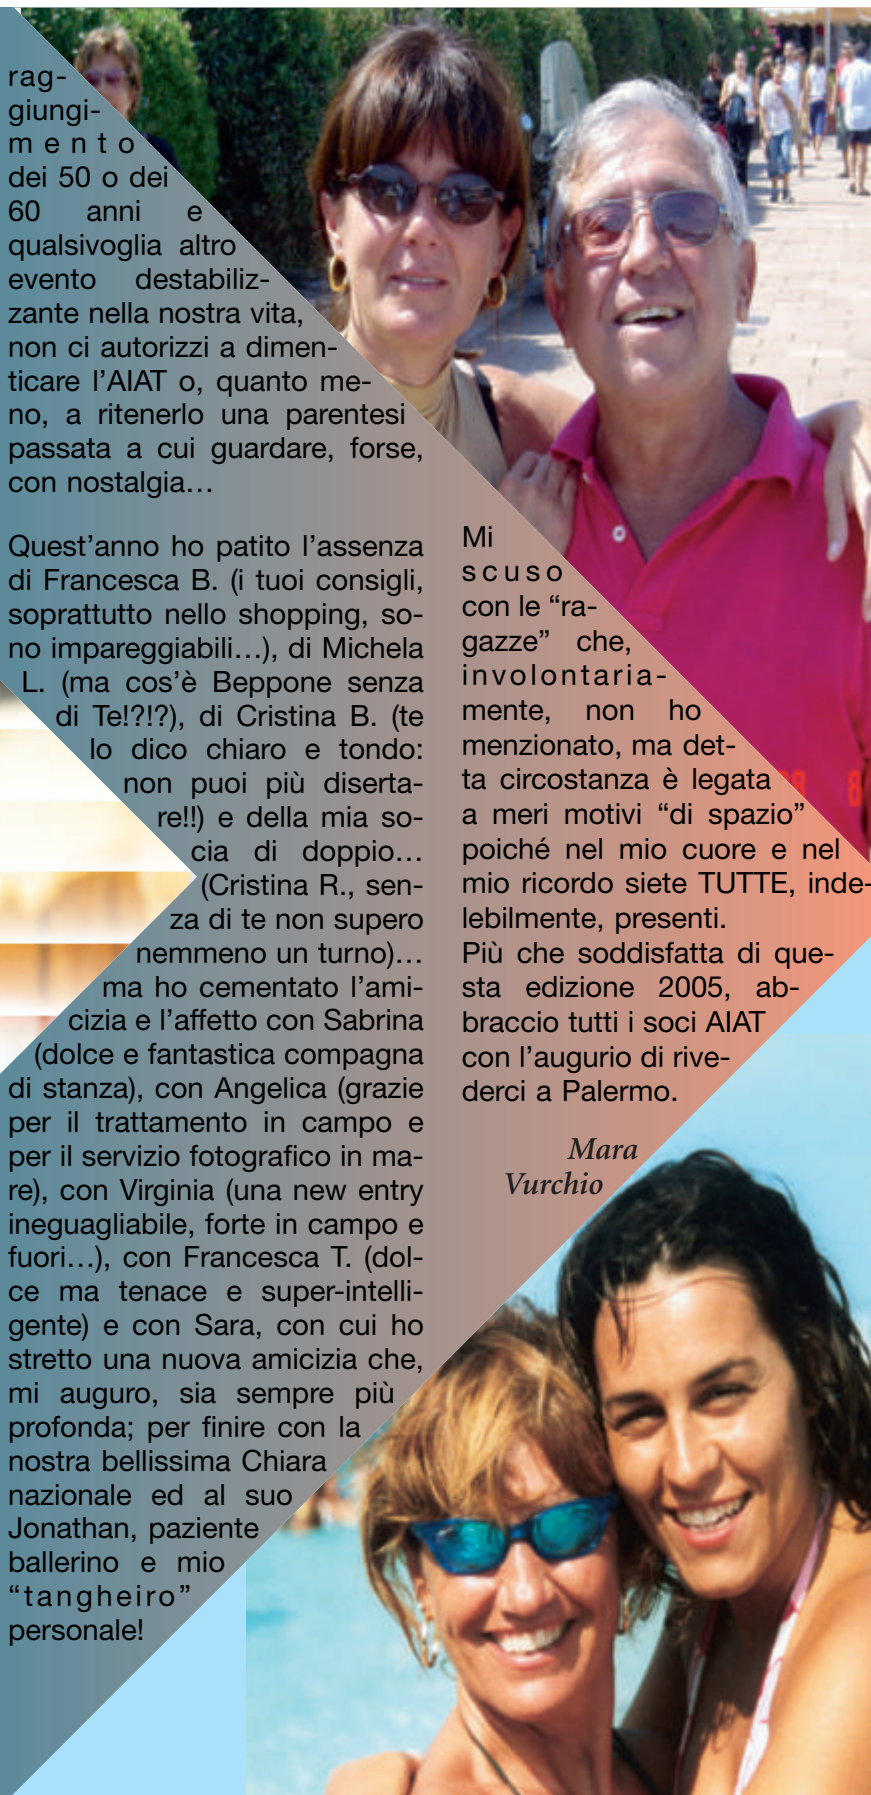 rag-
giungi-
mento
dei 50 o dei
60 anni e
qualsivoglia altro
evento destabiliz-
zante nella nostra vita,
non ci autorizzi a dimen-
ticare l’AIAT o, quanto me-
no, a ritenerlo una parentesi
passata a cui guardare, forse,
con nostalgia…
Quest’anno ho patito l’assenza
di Francesca B. (i tuoi consigli,
soprattutto nello shopping, so-
no impareggiabili…), di Michela
L. (ma cos’è Beppone senza
di Te!?!?), di Cristina B. (te
lo dico chiaro e tondo:
non puoi più diserta-
re!!) e della mia so-
cia di doppio…
(Cristina R., sen-
za di te non supero
nemmeno un turno)…
ma ho cementato l’ami-
cizia e l’affetto con Sabrina
(dolce e fantastica compagna
di stanza), con Angelica (grazie
per il trattamento in campo e
per il servizio fotografico in ma-
re), con Virginia (una new entry
ineguagliabile, forte in campo e
fuori…), con Francesca T. (dol-
ce ma tenace e super-intelli-
gente) e con Sara, con cui ho
stretto una nuova amicizia che,
mi auguro, sia sempre più
profonda; per finire con la
nostra bellissima Chiara
nazionale ed al suo
Jonathan, paziente
ballerino e mio
“tangheiro”
personale!
Mi
scuso
con le “ra-
gazze” che,
involontaria-
mente, non ho
menzionato, ma det-
ta circostanza è legata
a meri motivi “di spazio”
poiché nel mio cuore e nel
mio ricordo siete TUTTE, inde-
lebilmente, presenti.
Più che soddisfatta di que-
sta edizione 2005, ab-
braccio tutti i soci AIAT
con l’augurio di rive-
derci a Palermo.
Mara
Vurchio